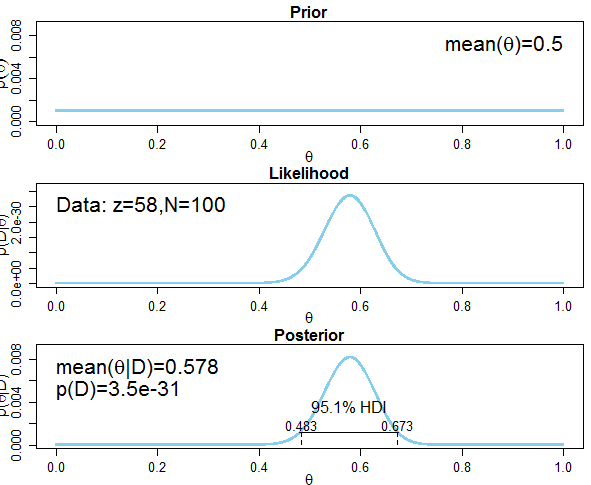 Prior
mean(θ)=0.5
p(θ)
0.000 0.004 0.008
0.0 0.2 0.4 0.6 0.8 1.0
θ
Likelihood
Data: z=58,N=100
p(D|θ)
0.0e+00 2.0e-30
0.0 0.2 0.4 0.6 0.8 1.0
θ
Posterior
mean(θ|D)=0.578
p(D)=3.5e-31
p(θ|D)
0.000 0.004 0.008
95.1% HDI
0.483 0.673
0.0 0.2 0.4 0.6 0.8 1.0
θ